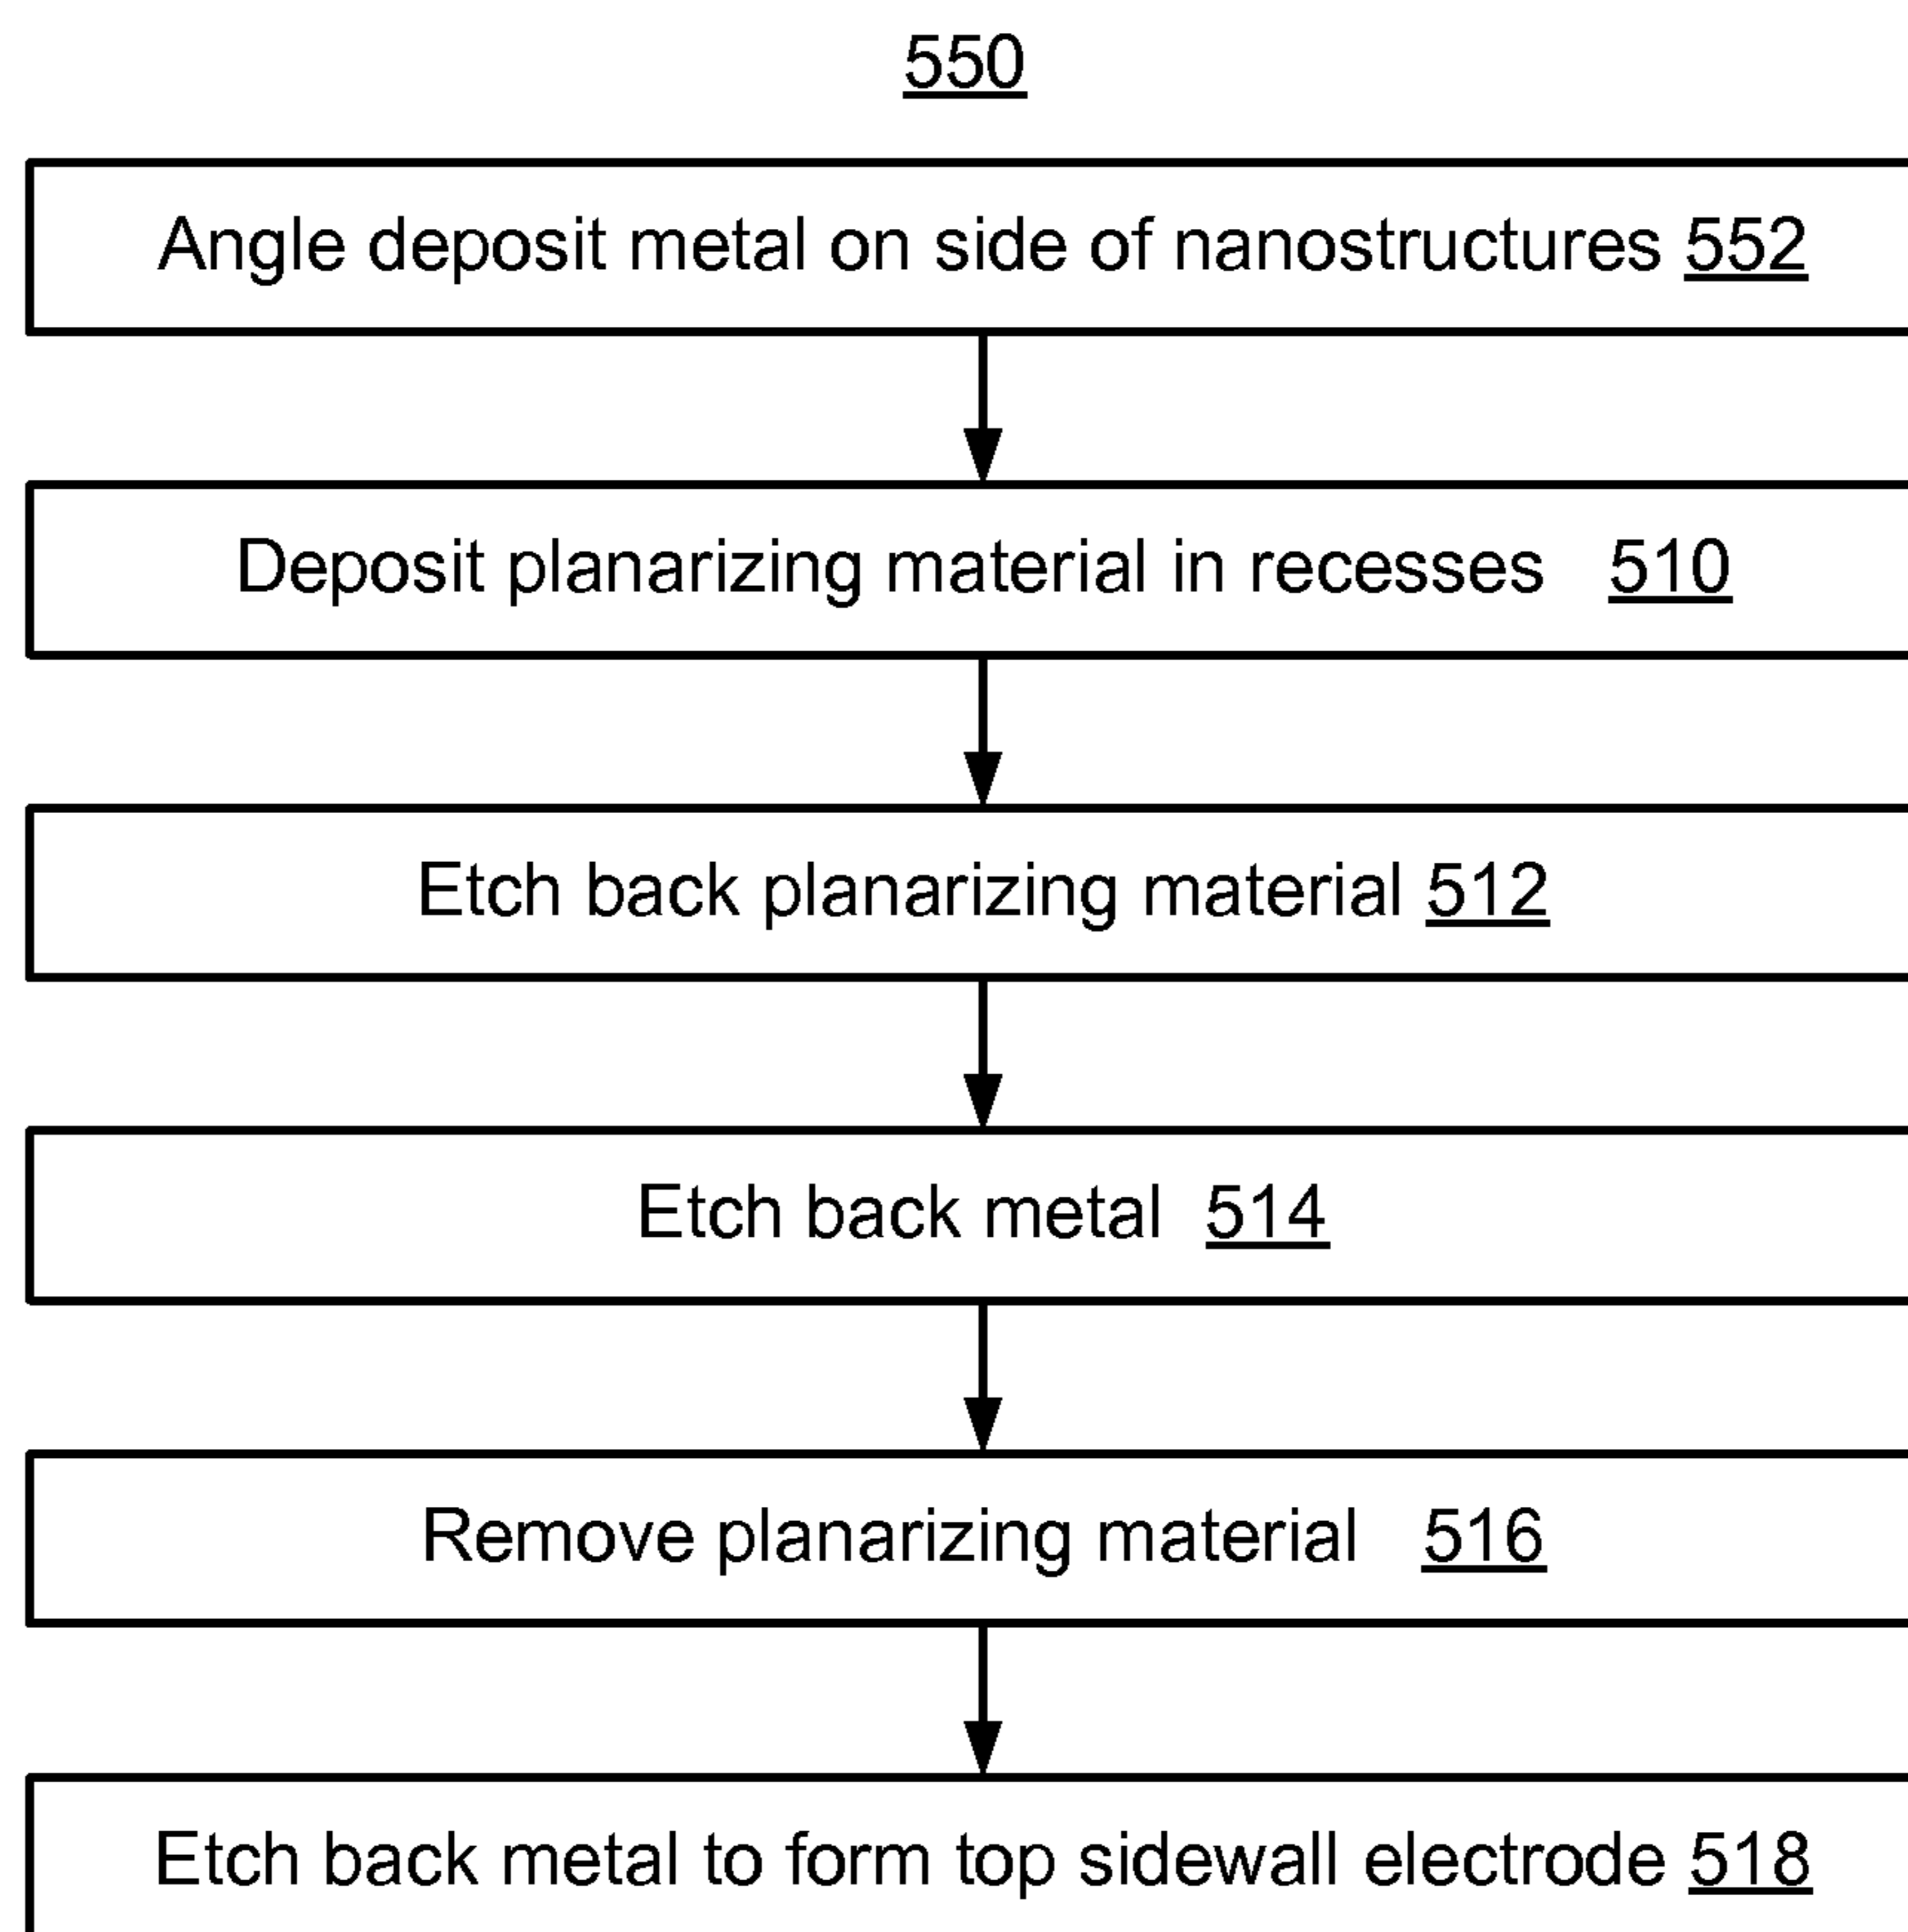 550
Angle deposit metal on side of nanostructures 552
Deposit planarizing material in recesses 510
Etch back planarizing material 512
Etch back metal 514
Remove planarizing material 516
Etch back metal to form top sidewall electrode 518